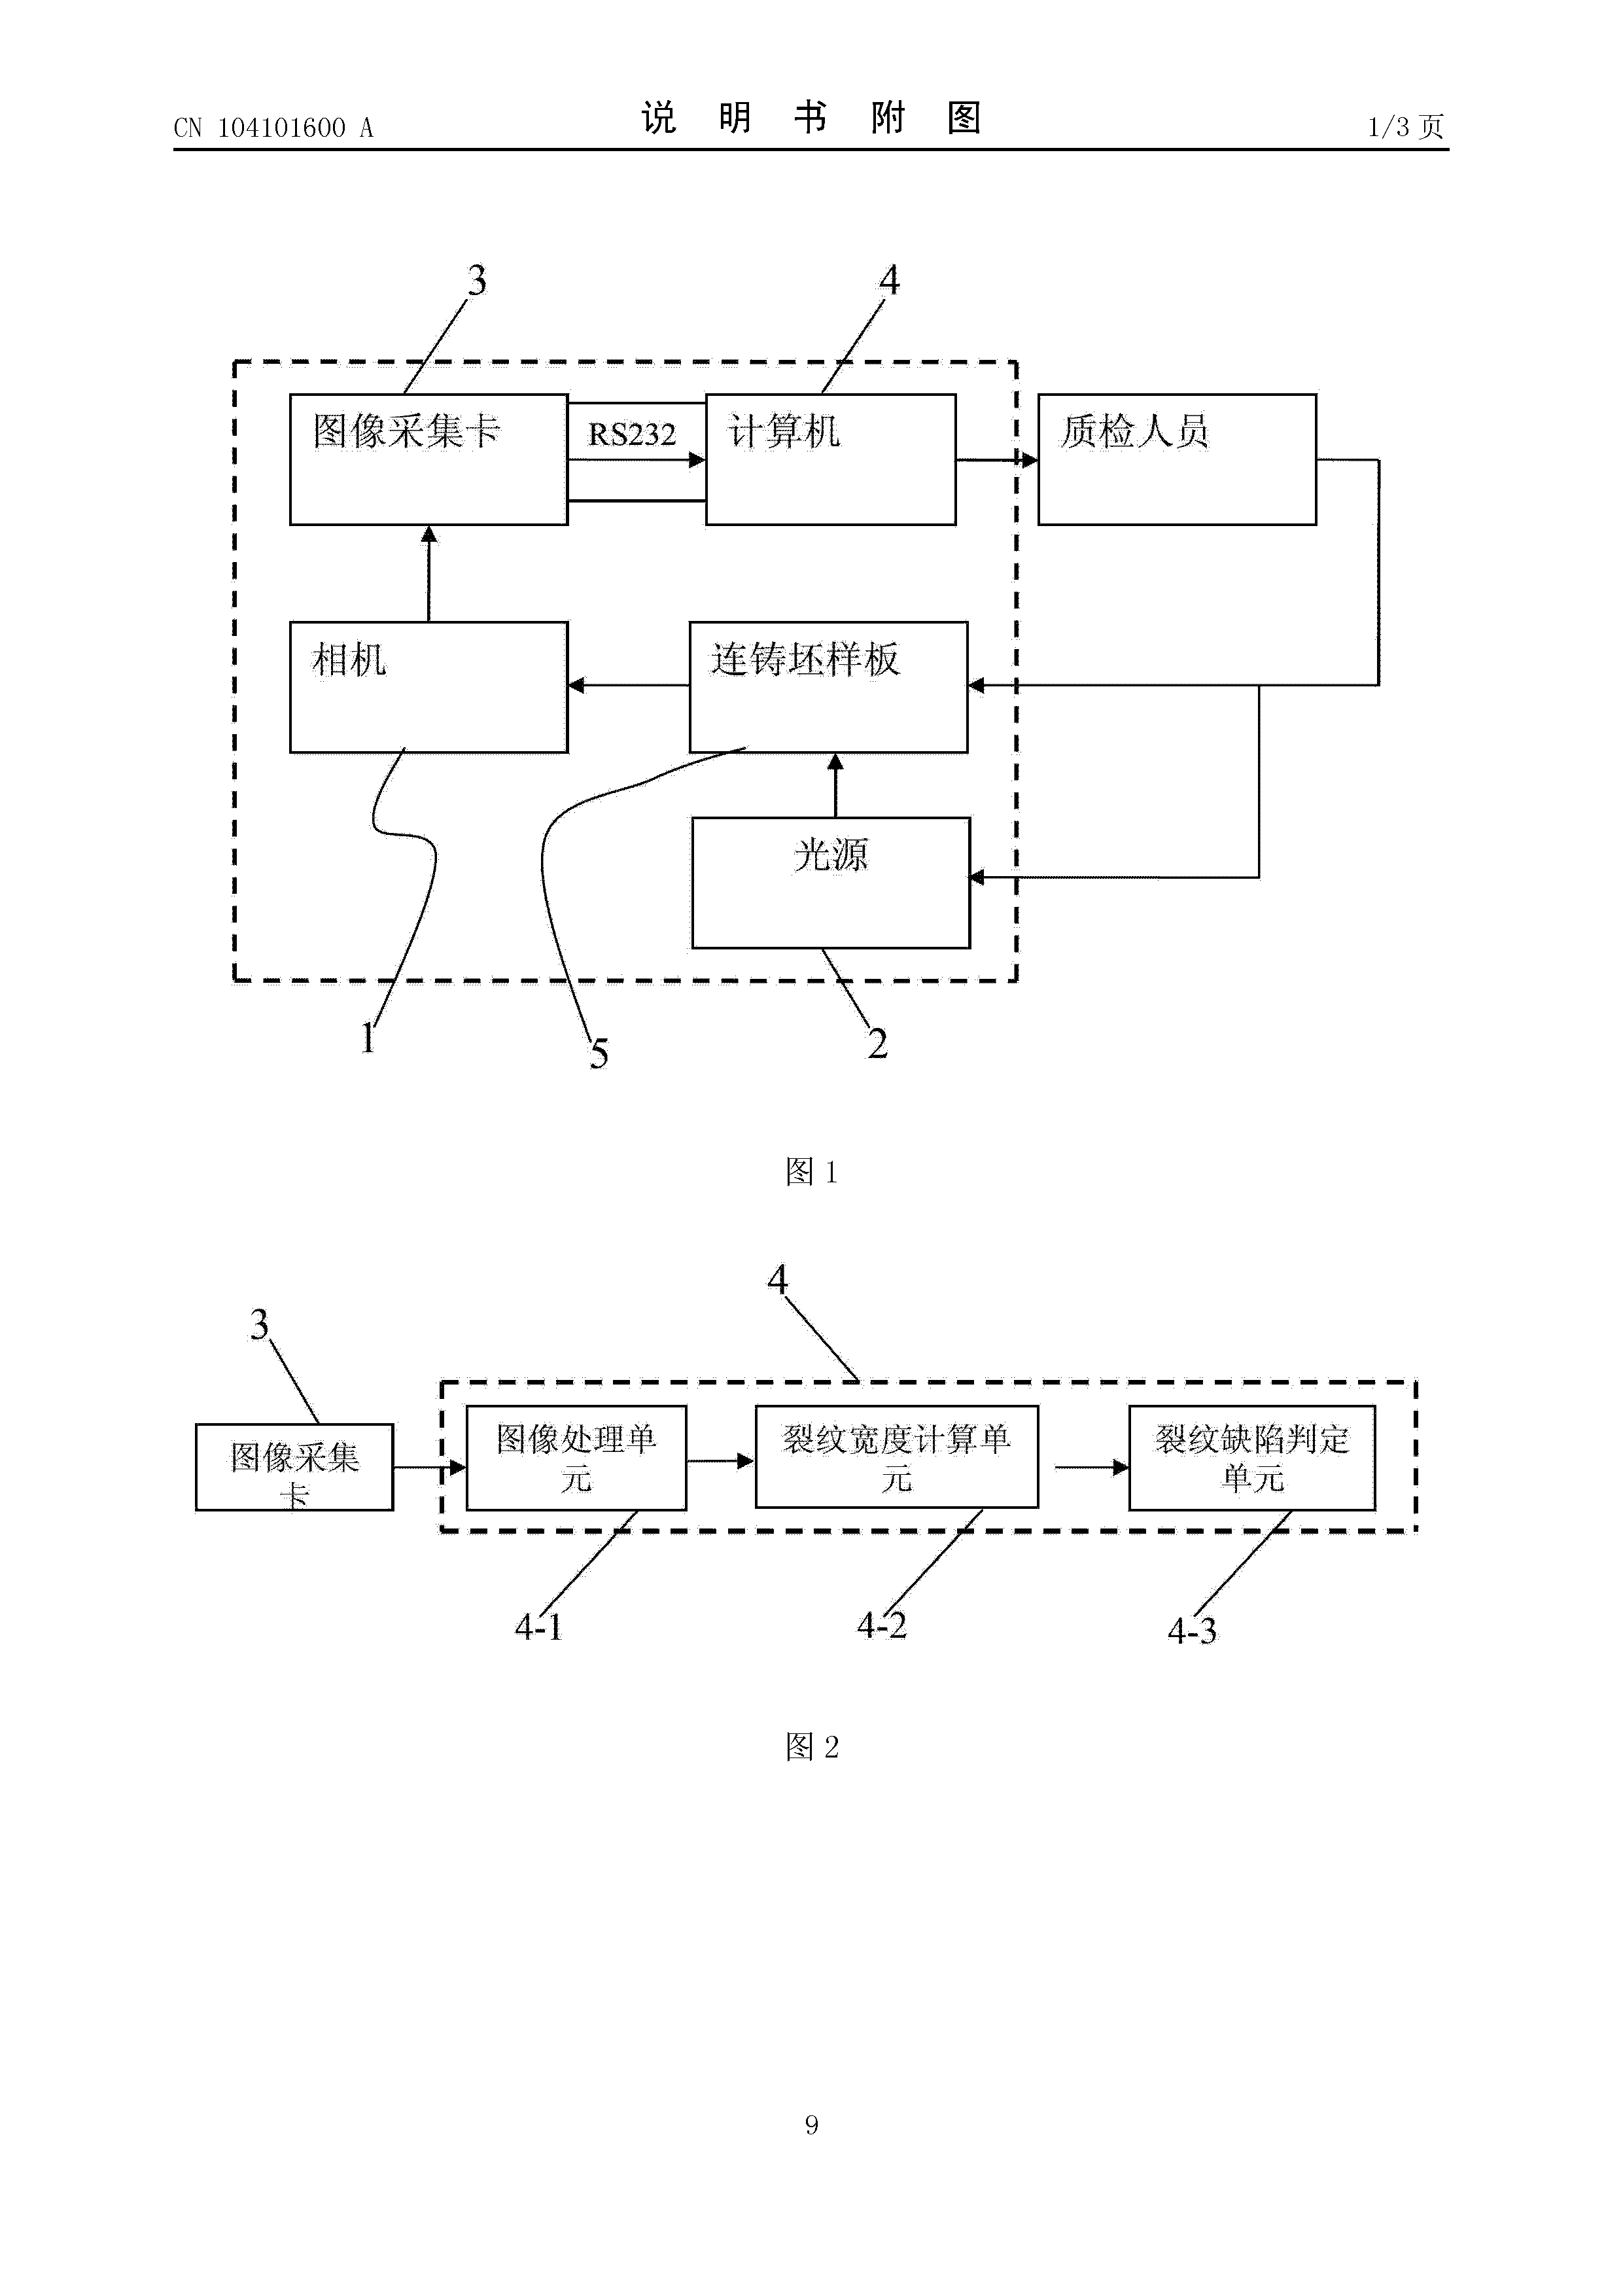 CN 104101600 A
说 明 书 附 图
1/3 页
3
4
图像采集卡
RS232
计算机
质检人员
相机
连铸坯样板
光源
1
5
2
图 1
4
3
图像采集
卡
图像处理单
元
裂纹宽度计算单
元
裂纹缺陷判定
单元
4-1
4-2
4-3
图 2
9